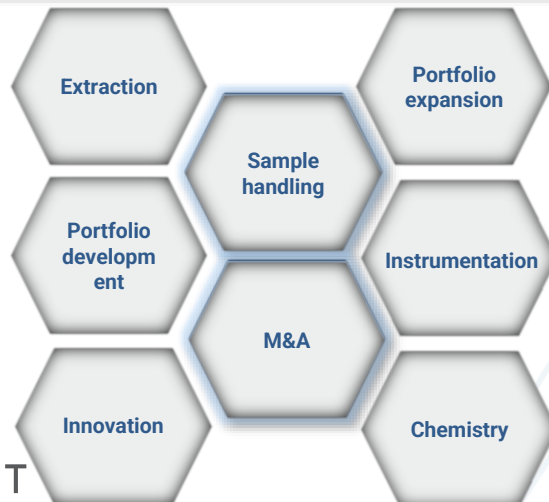 Extraction
Portfolio
expansion
Sample
handling
Portfolio
developm
ent
Instrumentation
M&A
Innovation
Chemistry
T